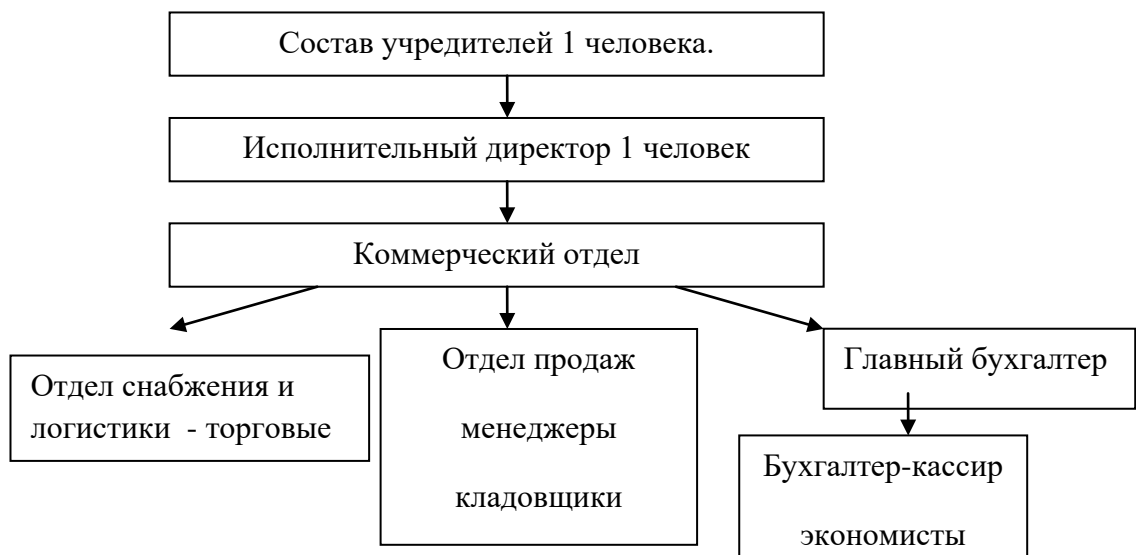 Состав учредителей 1 человека.
Исполнительный директор 1 человек
Коммерческий отдел
Отдел снабжения и
логистики - торговые
Отдел продаж
менеджеры
кладовщики
Главный бухгалтер
Бухгалтер-кассир
экономисты